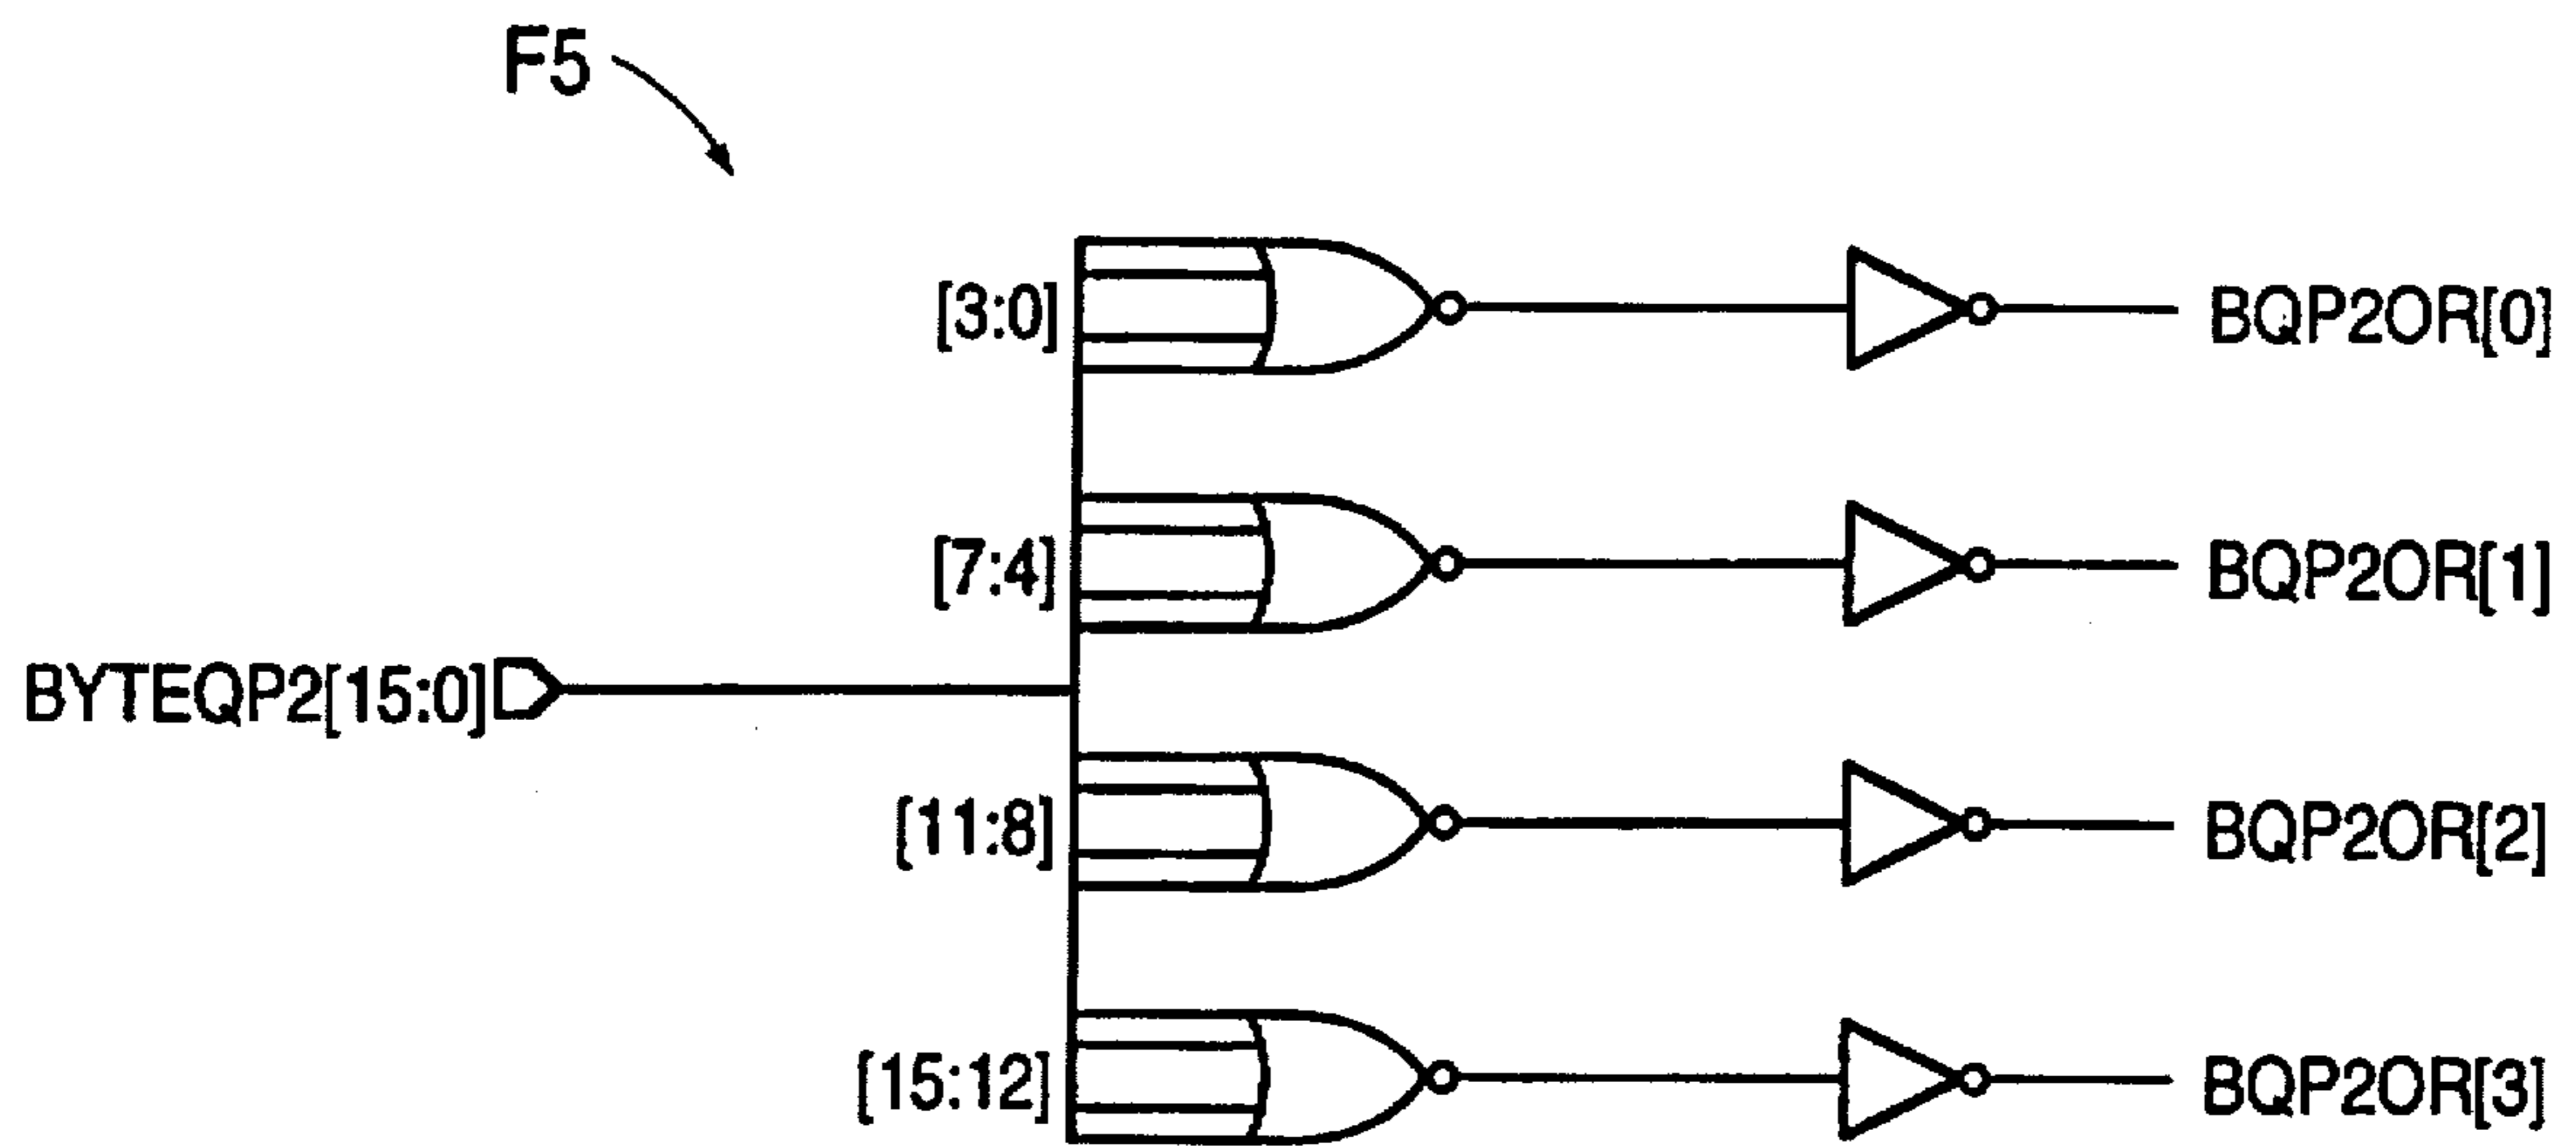 F5
[3:0]
BQP2OR[0]
[7:4]
BQP2OR[1]
BYTEQP2[15:0]
[11:8]
BQP2OR[2]
[15:12]
BQP2OR[3]